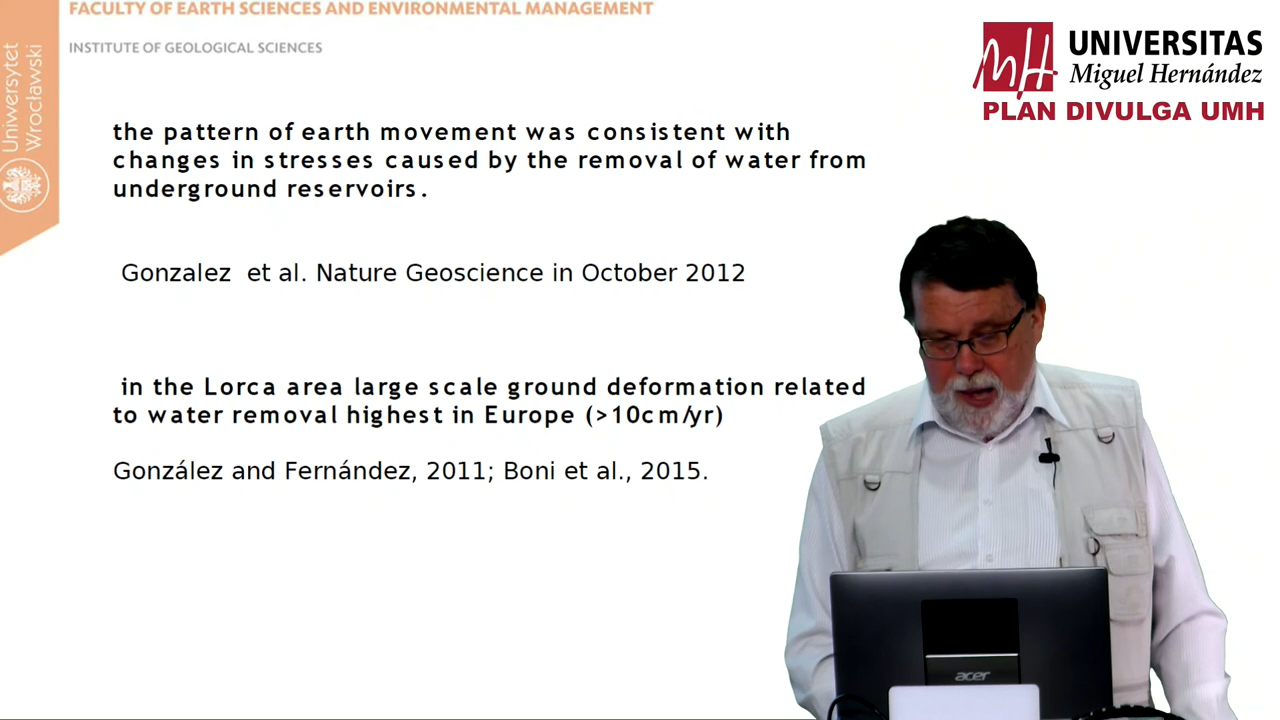 FACULTY OF EARTH SCIENCES AND ENVIRONMENTAL MANAGEMENT
INSTITUTE OF GEOLOGICAL SCIENCES
Uniwersytet
Wrocławski
UNIVERSITAS
Miguel Hernández
PLAN DIVULGA UMH
the pattern of earth movement was consistent with
changes in stresses caused by the removal of water from
underground reservoirs.
Gonzalez et al. Nature Geoscience in October 2012
in the Lorca area large scale ground deformation related
to water removal highest in Europe (>10cm/yr)
González and Fernández, 2011; Boni et al., 2015.
acer